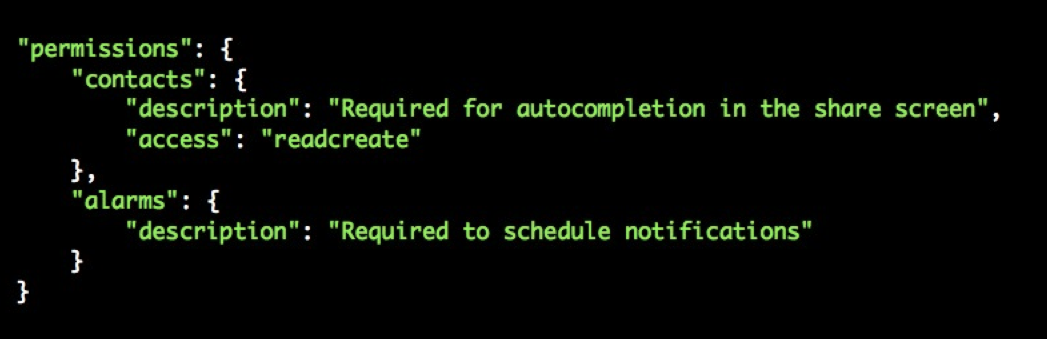 "permissions": {
    "contacts": {
        "description": "Required for autocompletion in the share screen",
        "access": "readcreate"
    },
    "alarms": {
        "description": "Required to schedule notifications"
    }
}